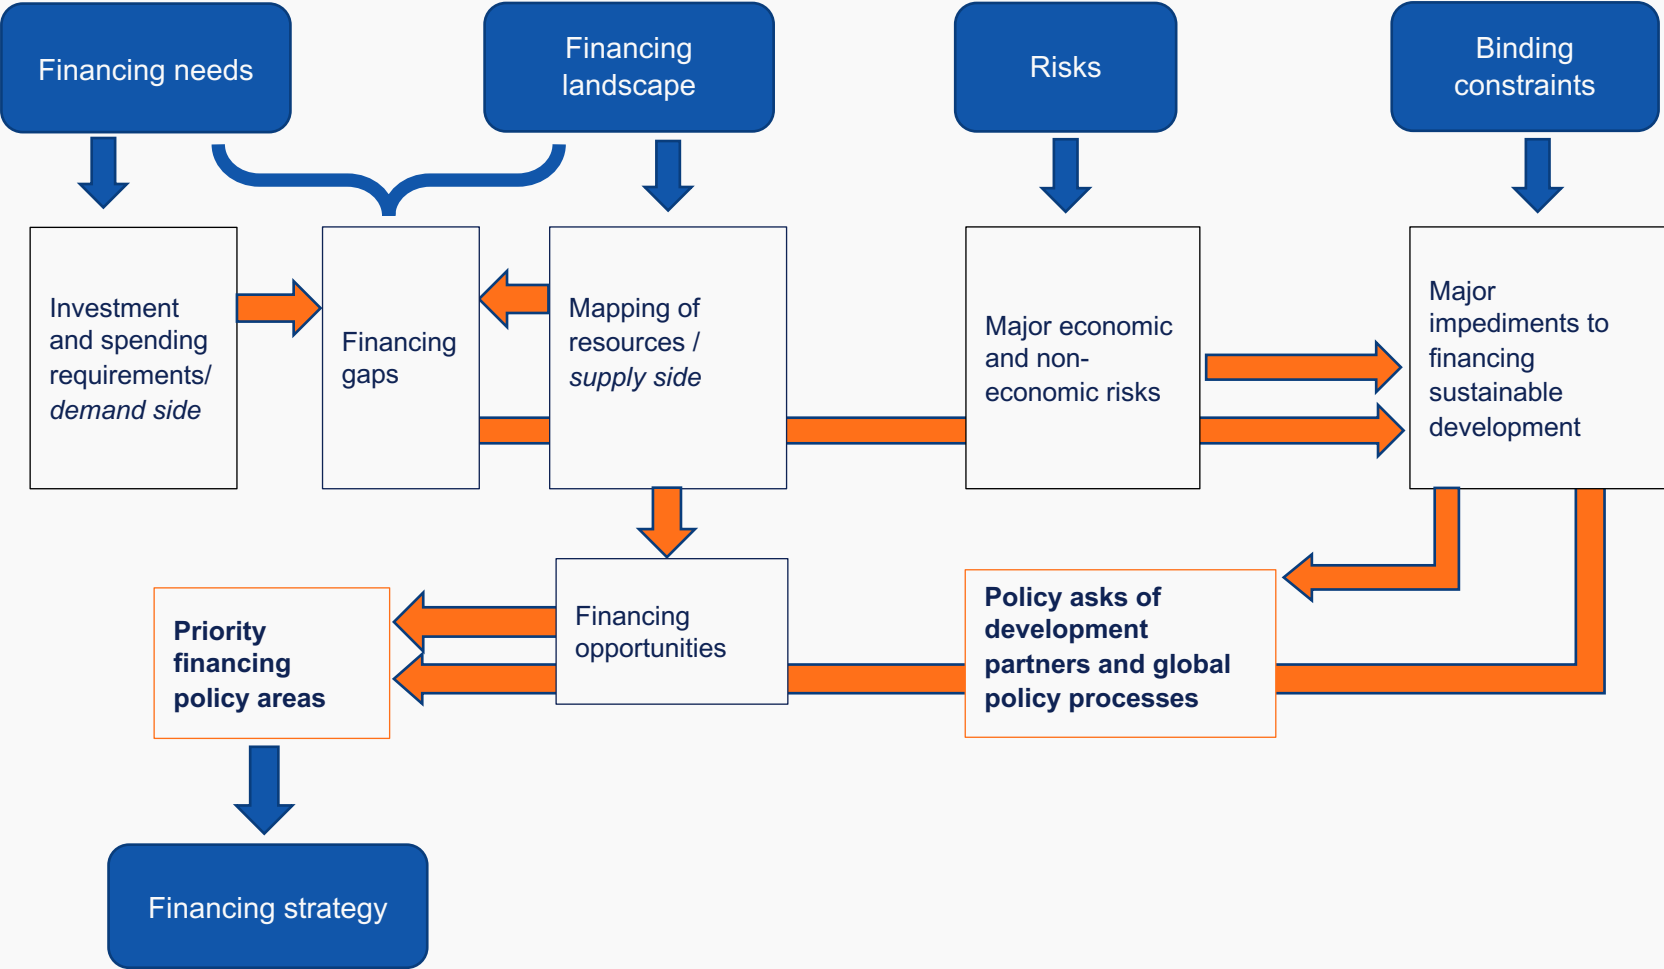 Financing needs
Financing
landscape
Risks
Binding
constraints
Investment
and spending
requirements/
demand side
Financing
gaps
Mapping of
resources /
supply side
Major economic
and non-
economic risks
Major
impediments to
financing
sustainable
development
Priority
financing
policy areas
Financing
opportunities
Policy asks of
development
partners and global
policy processes
Financing strategy